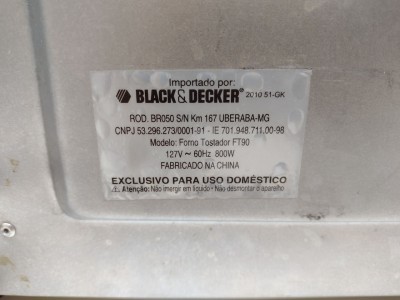 Importado por:
BLACK & DECKER® 2010 51-GK
ROD. BR050 S/N Km 167 UBERABA-MG
CNPJ 53.296.273/0001-91 - IE 701.948.711.00-98
Modelo: Forno Tostador FT90
127V ~ 60Hz 800W
FABRICADO NA CHINA
EXCLUSIVO PARA USO DOMÉSTICO
⚠ Atenção: Não imergir em líquido - Não desmontar o aparelho